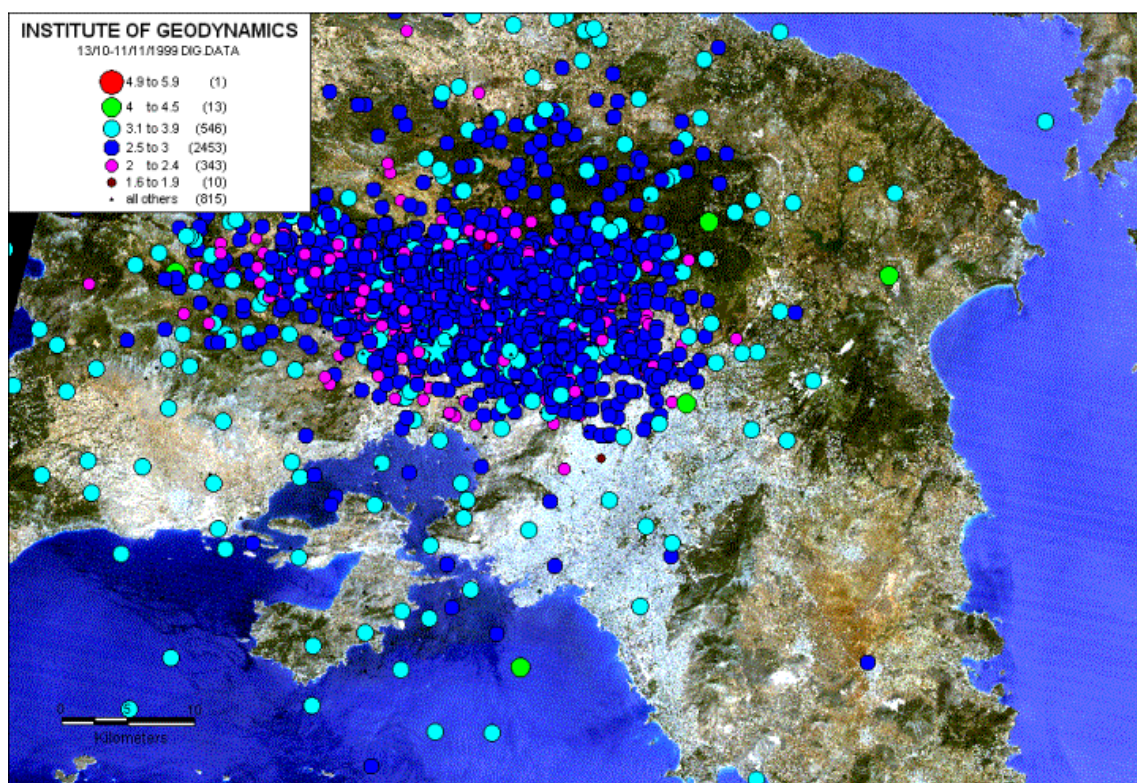 INSTITUTE OF GEODYNAMICS
13/10-11/11/1999 DIG.DATA
4.9 to 5.9 (1)
4 to 4.5 (13)
3.1 to 3.9 (546)
2.5 to 3 (2453)
2 to 2.4 (343)
1.6 to 1.9 (10)
all others (815)
0 5 10
Kilometers